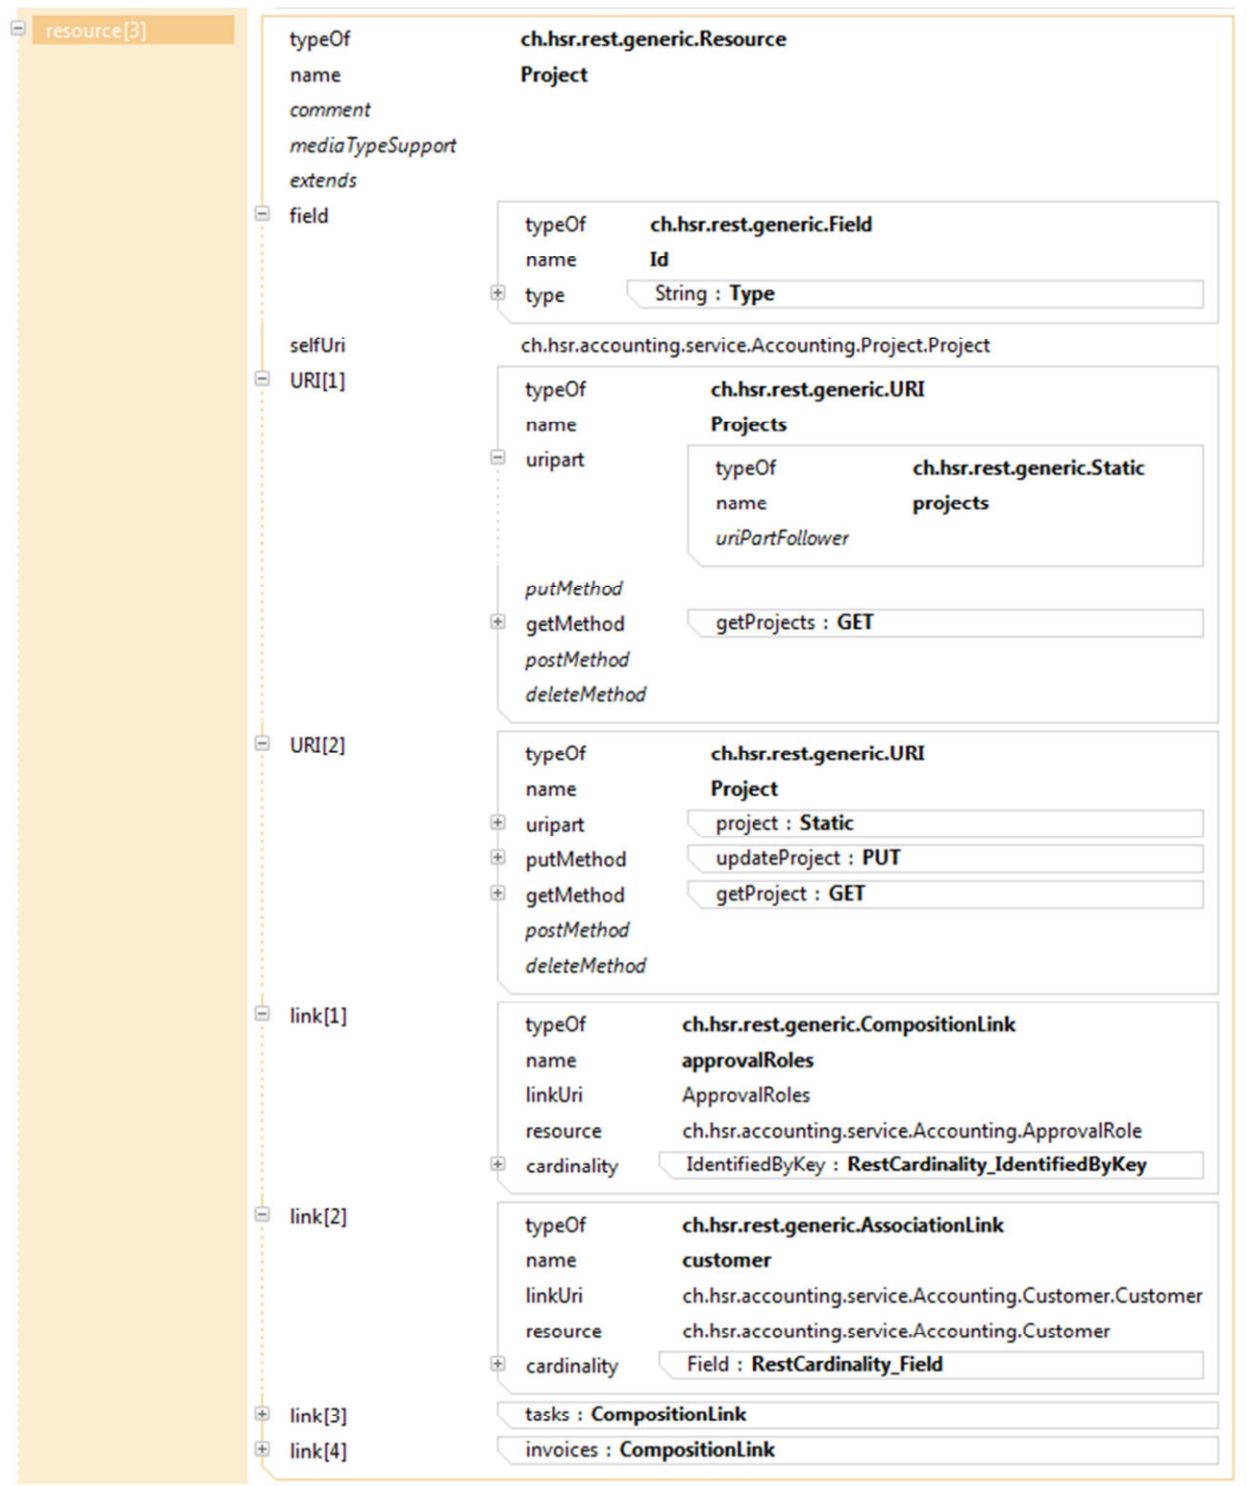 resource[3]
typeOf ch.hsr.rest.generic.Resource
name Project
comment
mediaTypeSupport
extends
field
typeOf ch.hsr.rest.generic.Field
name Id
type String : Type
selfUri ch.hsr.accounting.service.Accounting.Project.Project
URI[1]
typeOf ch.hsr.rest.generic.URI
name Projects
uripart
typeOf ch.hsr.rest.generic.Static
name projects
uriPartFollower
putMethod
getMethod getProjects : GET
postMethod
deleteMethod
URI[2]
typeOf ch.hsr.rest.generic.URI
name Project
uripart project : Static
putMethod updateProject : PUT
getMethod getProject : GET
postMethod
deleteMethod
link[1]
typeOf ch.hsr.rest.generic.CompositionLink
name approvalRoles
linkUri ApprovalRoles
resource ch.hsr.accounting.service.Accounting.ApprovalRole
cardinality IdentifiedByKey : RestCardinality_IdentifiedByKey
link[2]
typeOf ch.hsr.rest.generic.AssociationLink
name customer
linkUri ch.hsr.accounting.service.Accounting.Customer.Customer
resource ch.hsr.accounting.service.Accounting.Customer
cardinality Field : RestCardinality_Field
link[3] tasks : CompositionLink
link[4] invoices : CompositionLink